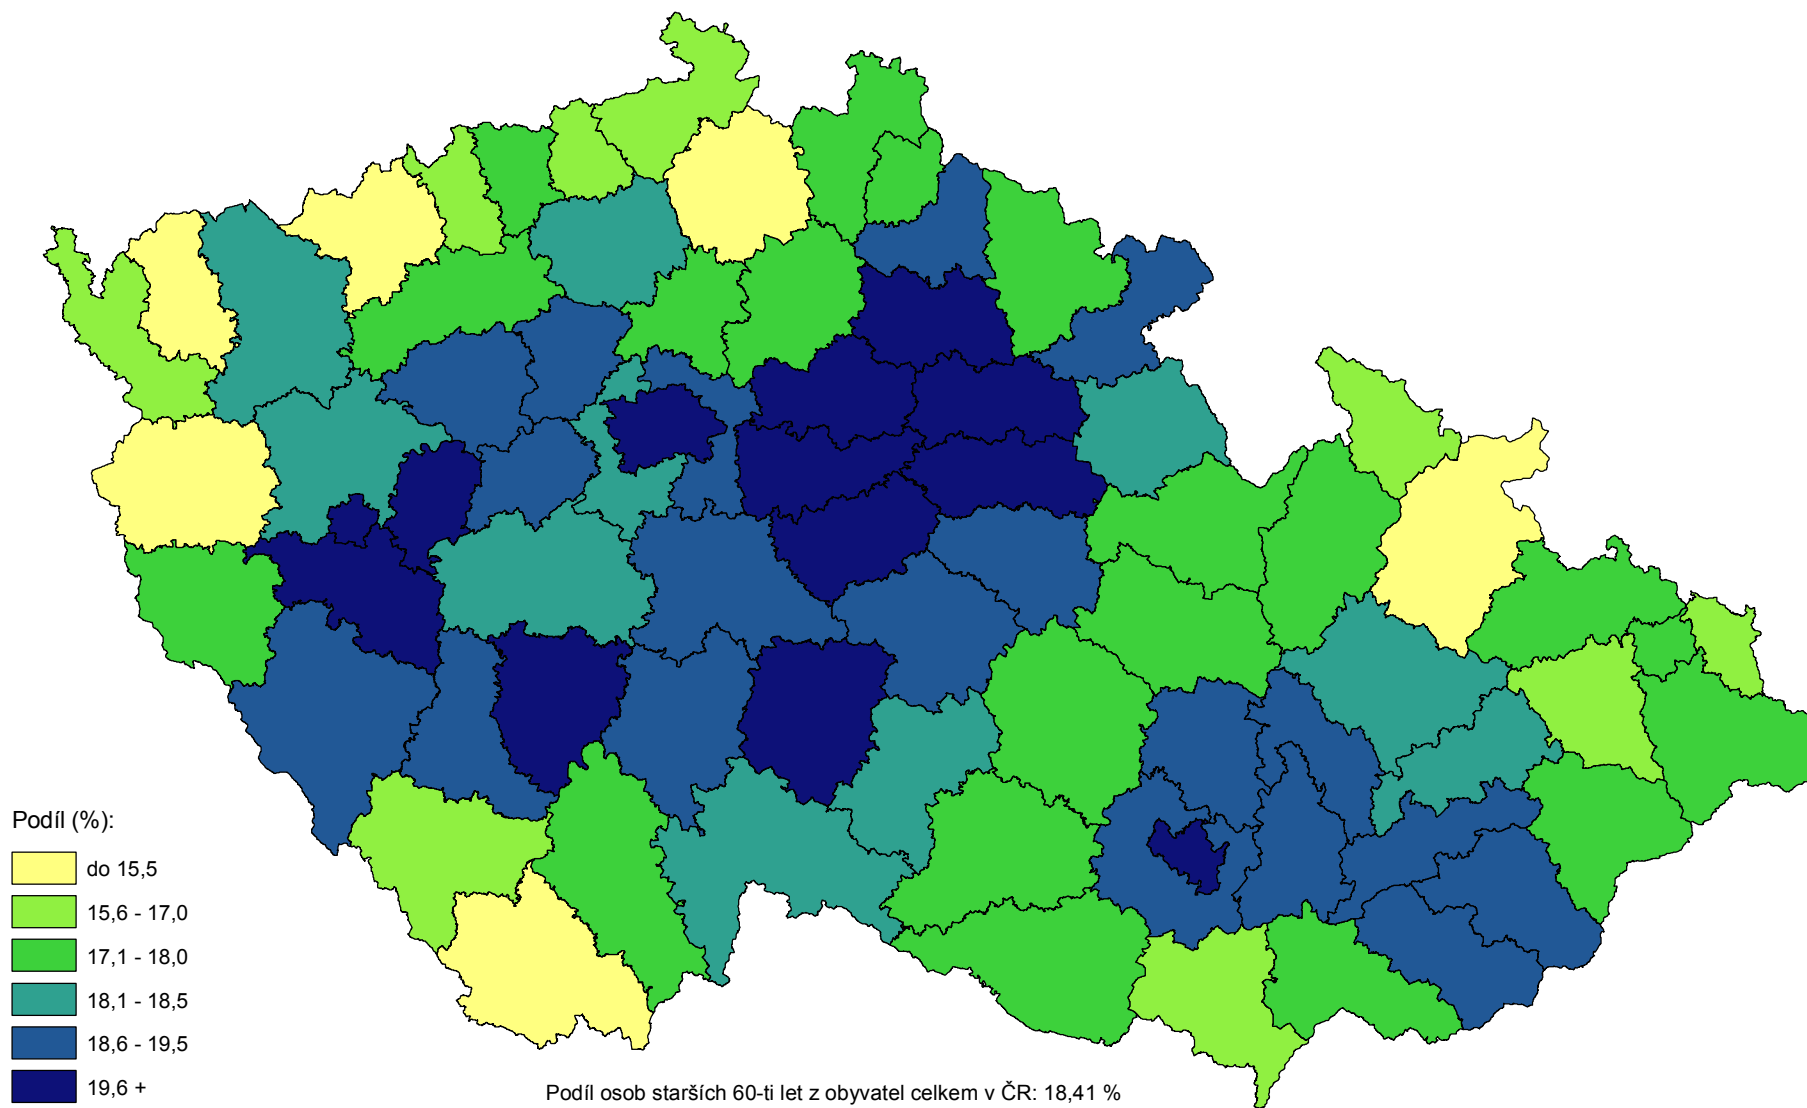 Podíl (%):
do 15,5
15,6 - 17,0
17,1 - 18,0
18,1 - 18,5
18,6 - 19,5
19,6 +
Podíl osob starších 60-ti let z obyvatel celkem v ČR: 18,41 %